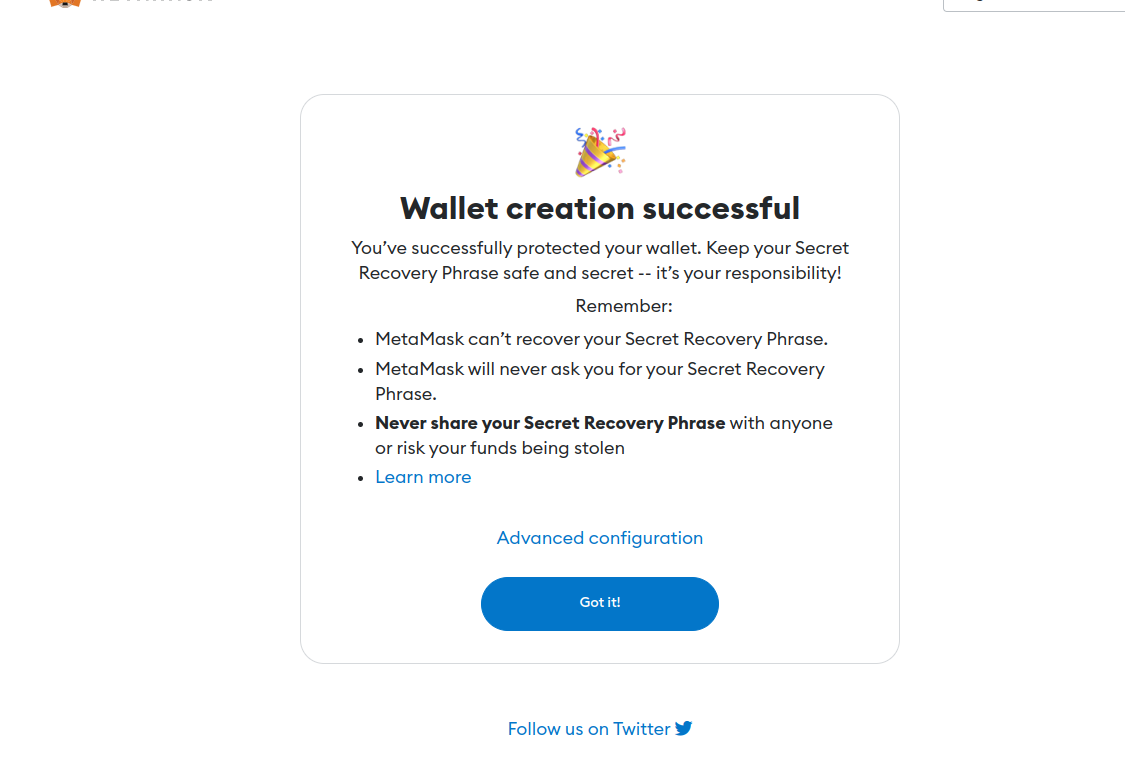 Wallet creation successful
You’ve successfully protected your wallet. Keep your Secret
Recovery Phrase safe and secret -- it’s your responsibility!
Remember:
• MetaMask can’t recover your Secret Recovery Phrase.
• MetaMask will never ask you for your Secret Recovery
Phrase.
• Never share your Secret Recovery Phrase with anyone
or risk your funds being stolen
• Learn more
Advanced configuration
Got it!
Follow us on Twitter